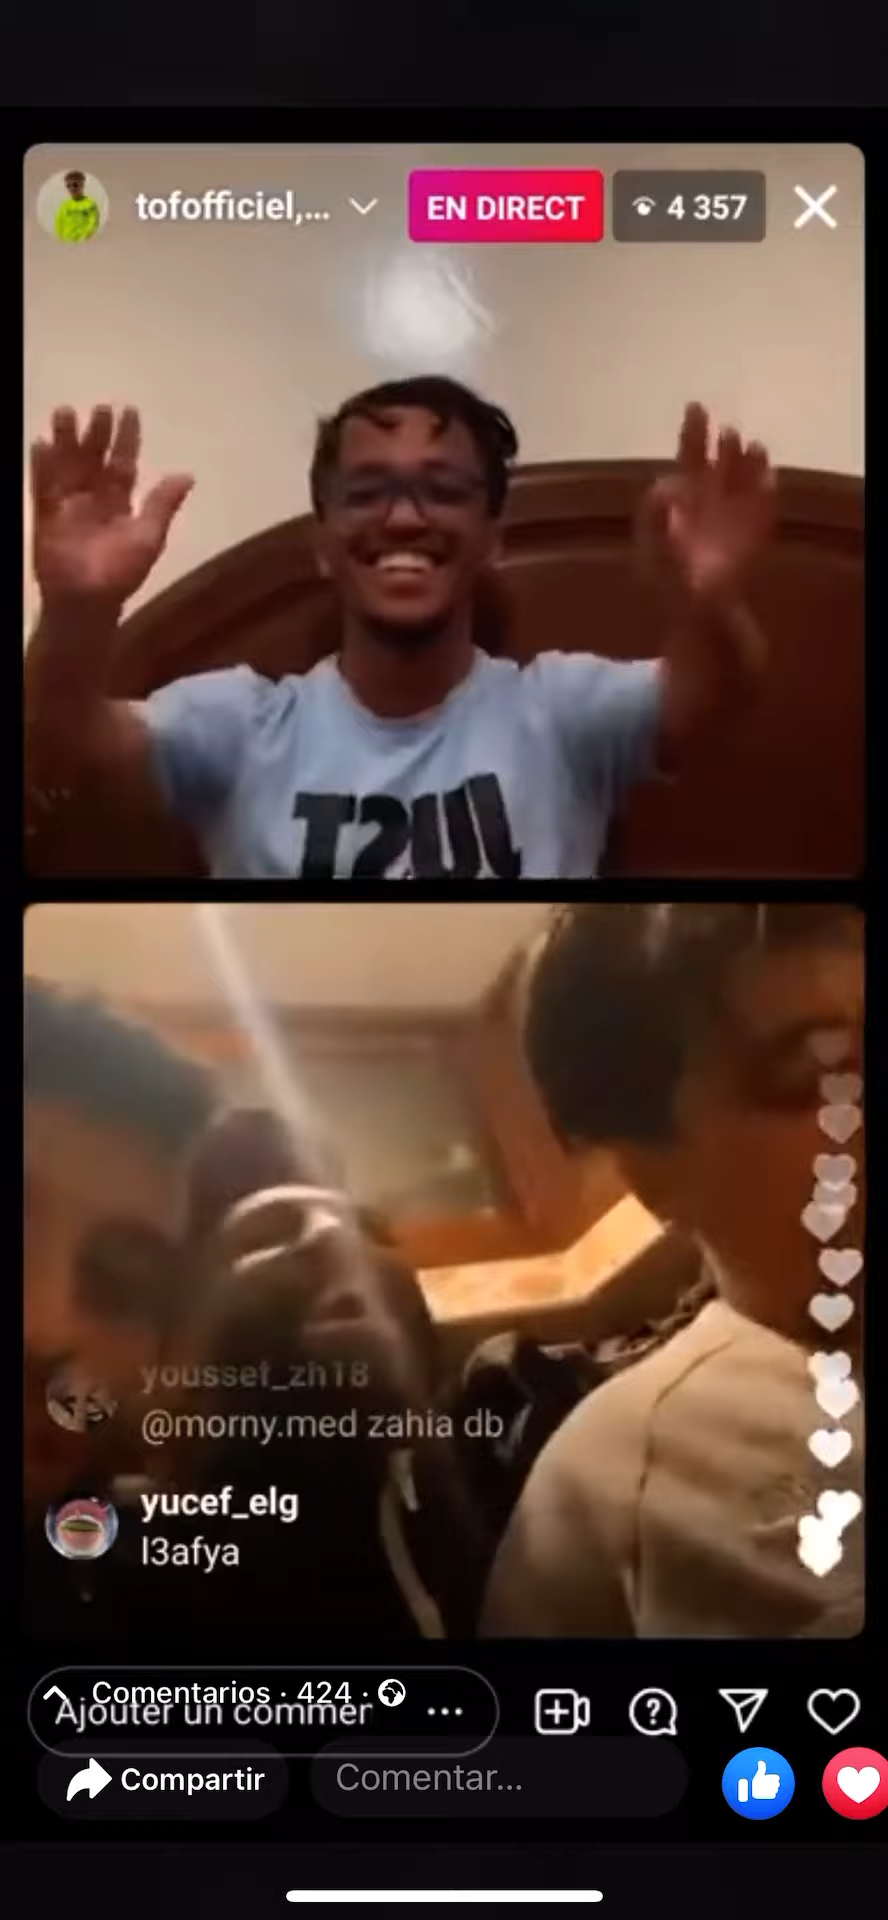 tofofficiel,...
EN DIRECT
4 357
JUST
youssef_zh18
@morny.med zahia db
yucef_elg
l3afya
Comentarios · 424 ·
Ajouter un commer
Compartir
Comentar...